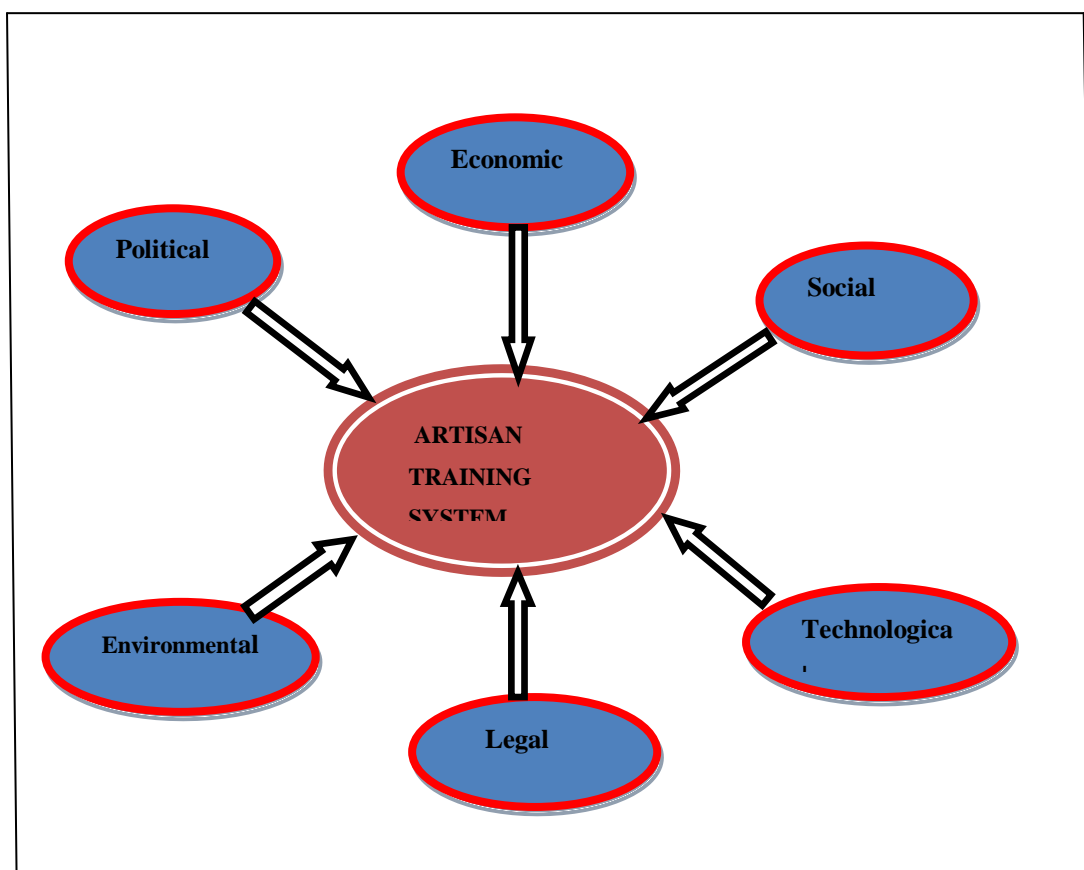 Economic
Political
Social
ARTISAN
TRAINING
SYSTEM
Environmental
Technologica
l
Legal